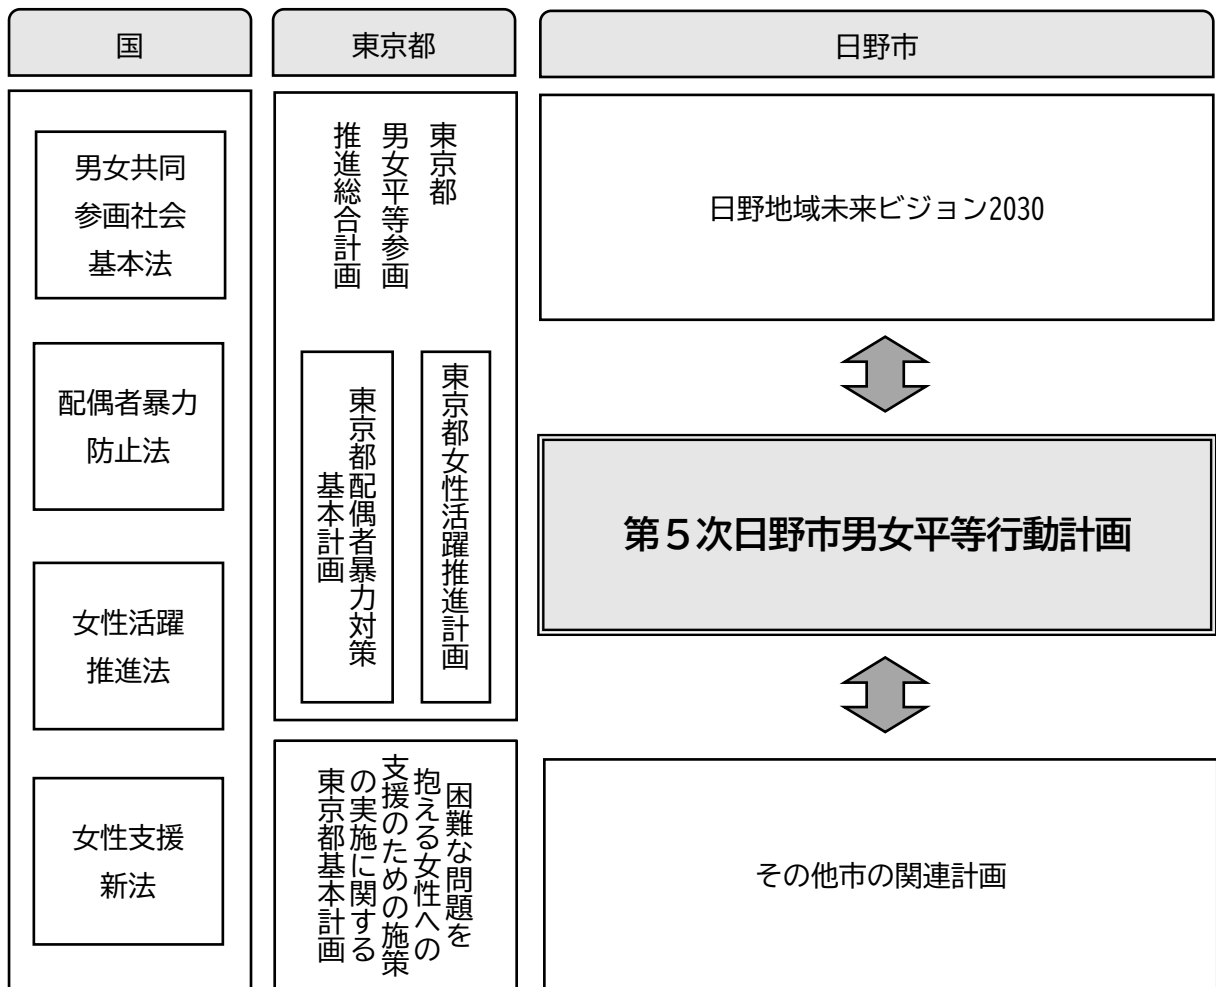 国
東京都
日野市
男女共同
参画社会
基本法
配偶者暴力
防止法
女性活躍
推進法
女性支援
新法
東京都
男女平等参画
推進総合計画
東京都女性活躍推進計画
東京都配偶者暴力対策
基本計画
困難な問題を
抱える女性への
支援のための施策
の実施に関する
東京都基本計画
日野地域未来ビジョン2030
第5次日野市男女平等行動計画
その他市の関連計画